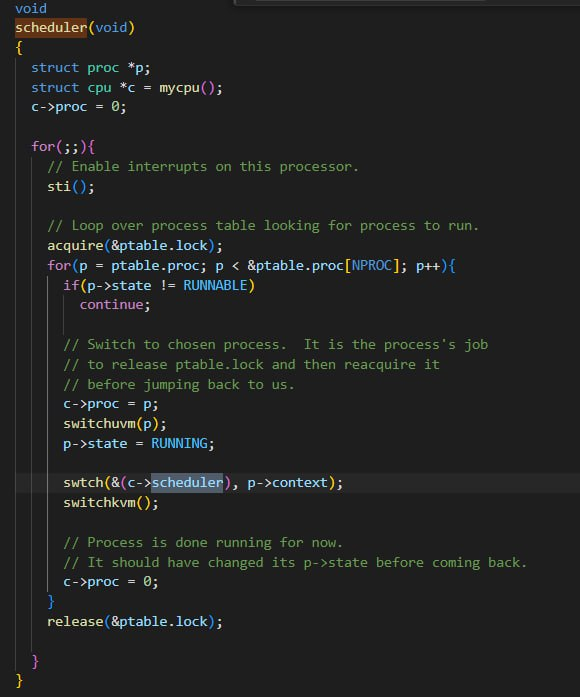 void
scheduler(void)
{
  struct proc *p;
  struct cpu *c = mycpu();
  c->proc = 0;

  for(;;){
    // Enable interrupts on this processor.
    sti();

    // Loop over process table looking for process to run.
    acquire(&ptable.lock);
    for(p = ptable.proc; p < &ptable.proc[NPROC]; p++){
      if(p->state != RUNNABLE)
        continue;

      // Switch to chosen process.  It is the process's job
      // to release ptable.lock and then reacquire it
      // before jumping back to us.
      c->proc = p;
      switchuvm(p);
      p->state = RUNNING;

      swtch(&(c->scheduler), p->context);
      switchkvm();

      // Process is done running for now.
      // It should have changed its p->state before coming back.
      c->proc = 0;
    }
    release(&ptable.lock);

  }
}